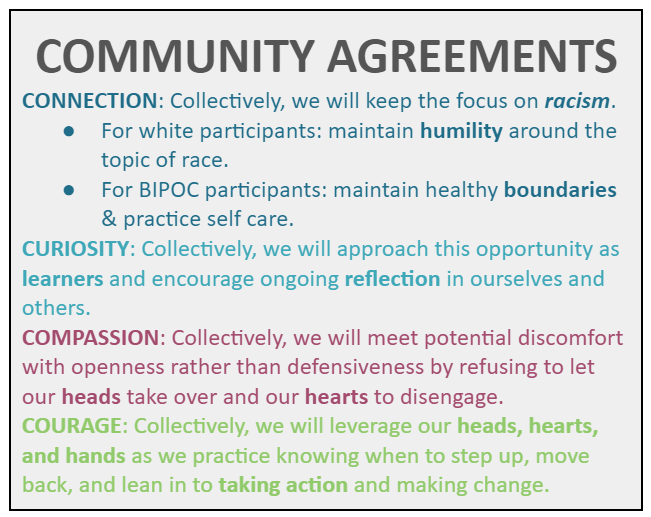 COMMUNITY AGREEMENTS
CONNECTION: Collectively, we will keep the focus on racism.
● For white participants: maintain humility around the
topic of race.
● For BIPOC participants: maintain healthy boundaries
& practice self care.
CURIOSITY: Collectively, we will approach this opportunity as
learners and encourage ongoing reflection in ourselves and
others.
COMPASSION: Collectively, we will meet potential discomfort
with openness rather than defensiveness by refusing to let
our heads take over and our hearts to disengage.
COURAGE: Collectively, we will leverage our heads, hearts,
and hands as we practice knowing when to step up, move
back, and lean in to taking action and making change.